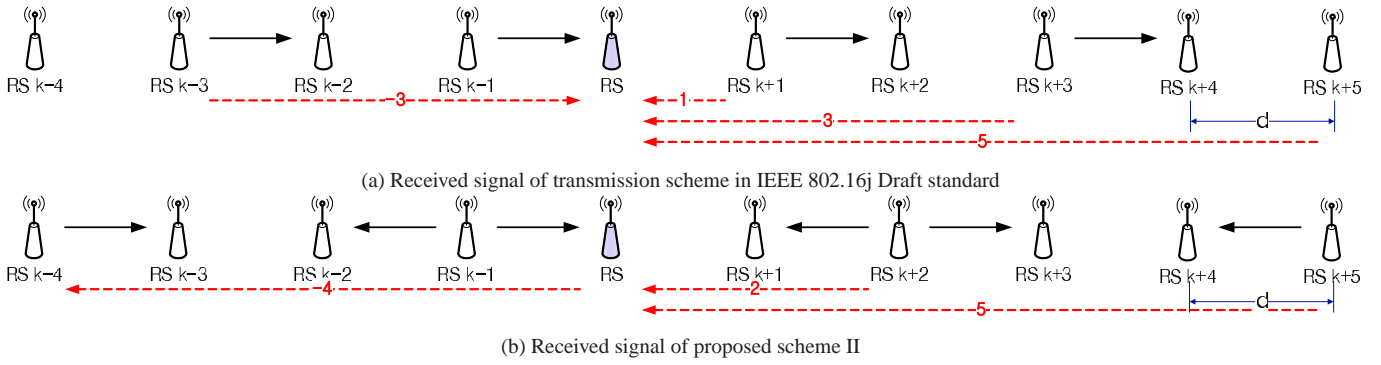 RS k-4 RS k-3 RS k-2 RS k-1 RS RS k+1 RS k+2 RS k+3 RS k+4 RS k+5
-3 1
3 d
5
(a) Received signal of transmission scheme in IEEE 802.16j Draft standard
RS k-4 RS k-3 RS k-2 RS k-1 RS RS k+1 RS k+2 RS k+3 RS k+4 RS k+5
-4 2
5 d
(b) Received signal of proposed scheme II